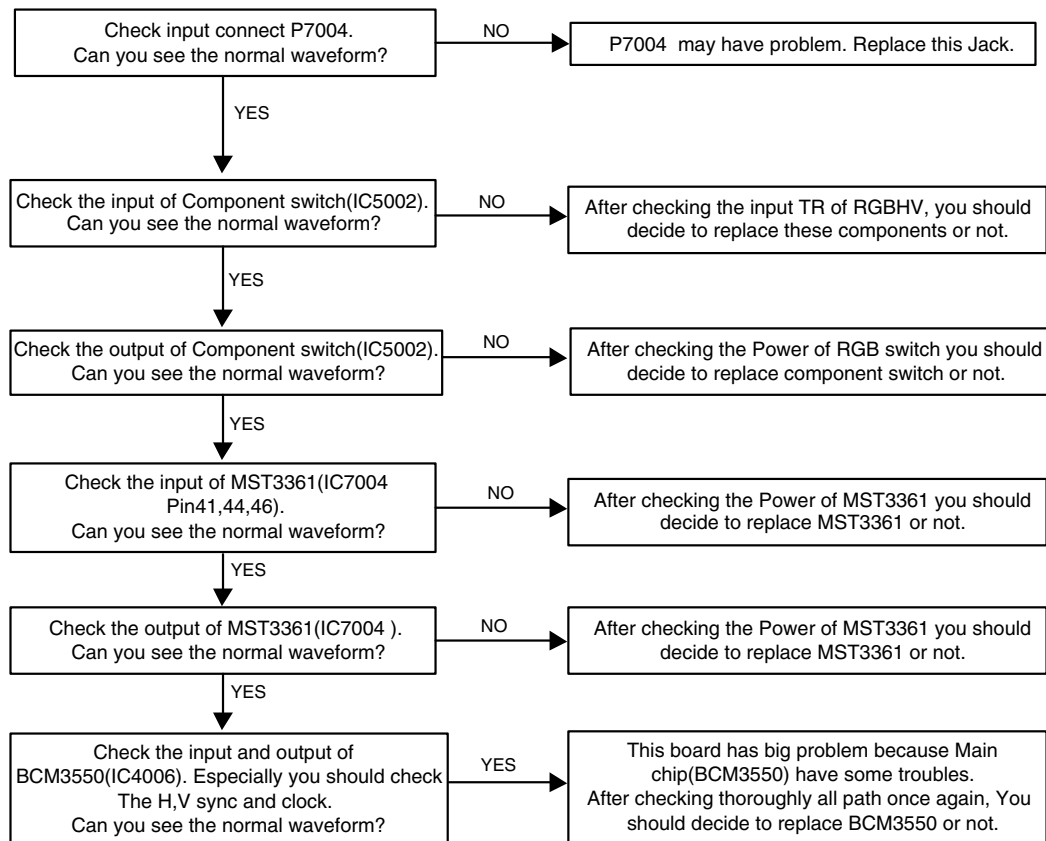 Check input connect P7004.
Can you see the normal waveform?
NO
P7004 may have problem. Replace this Jack.
YES
Check the input of Component switch(IC5002).
Can you see the normal waveform?
NO
After checking the input TR of RGBHV, you should
decide to replace these components or not.
YES
Check the output of Component switch(IC5002).
Can you see the normal waveform?
NO
After checking the Power of RGB switch you should
decide to replace component switch or not.
YES
Check the input of MST3361(IC7004
Pin41,44,46).
Can you see the normal waveform?
NO
After checking the Power of MST3361 you should
decide to replace MST3361 or not.
YES
Check the output of MST3361(IC7004 ).
Can you see the normal waveform?
NO
After checking the Power of MST3361 you should
decide to replace MST3361 or not.
YES
Check the input and output of
BCM3550(IC4006). Especially you should check
The H,V sync and clock.
Can you see the normal waveform?
YES
This board has big problem because Main
chip(BCM3550) have some troubles.
After checking thoroughly all path once again, You
should decide to replace BCM3550 or not.